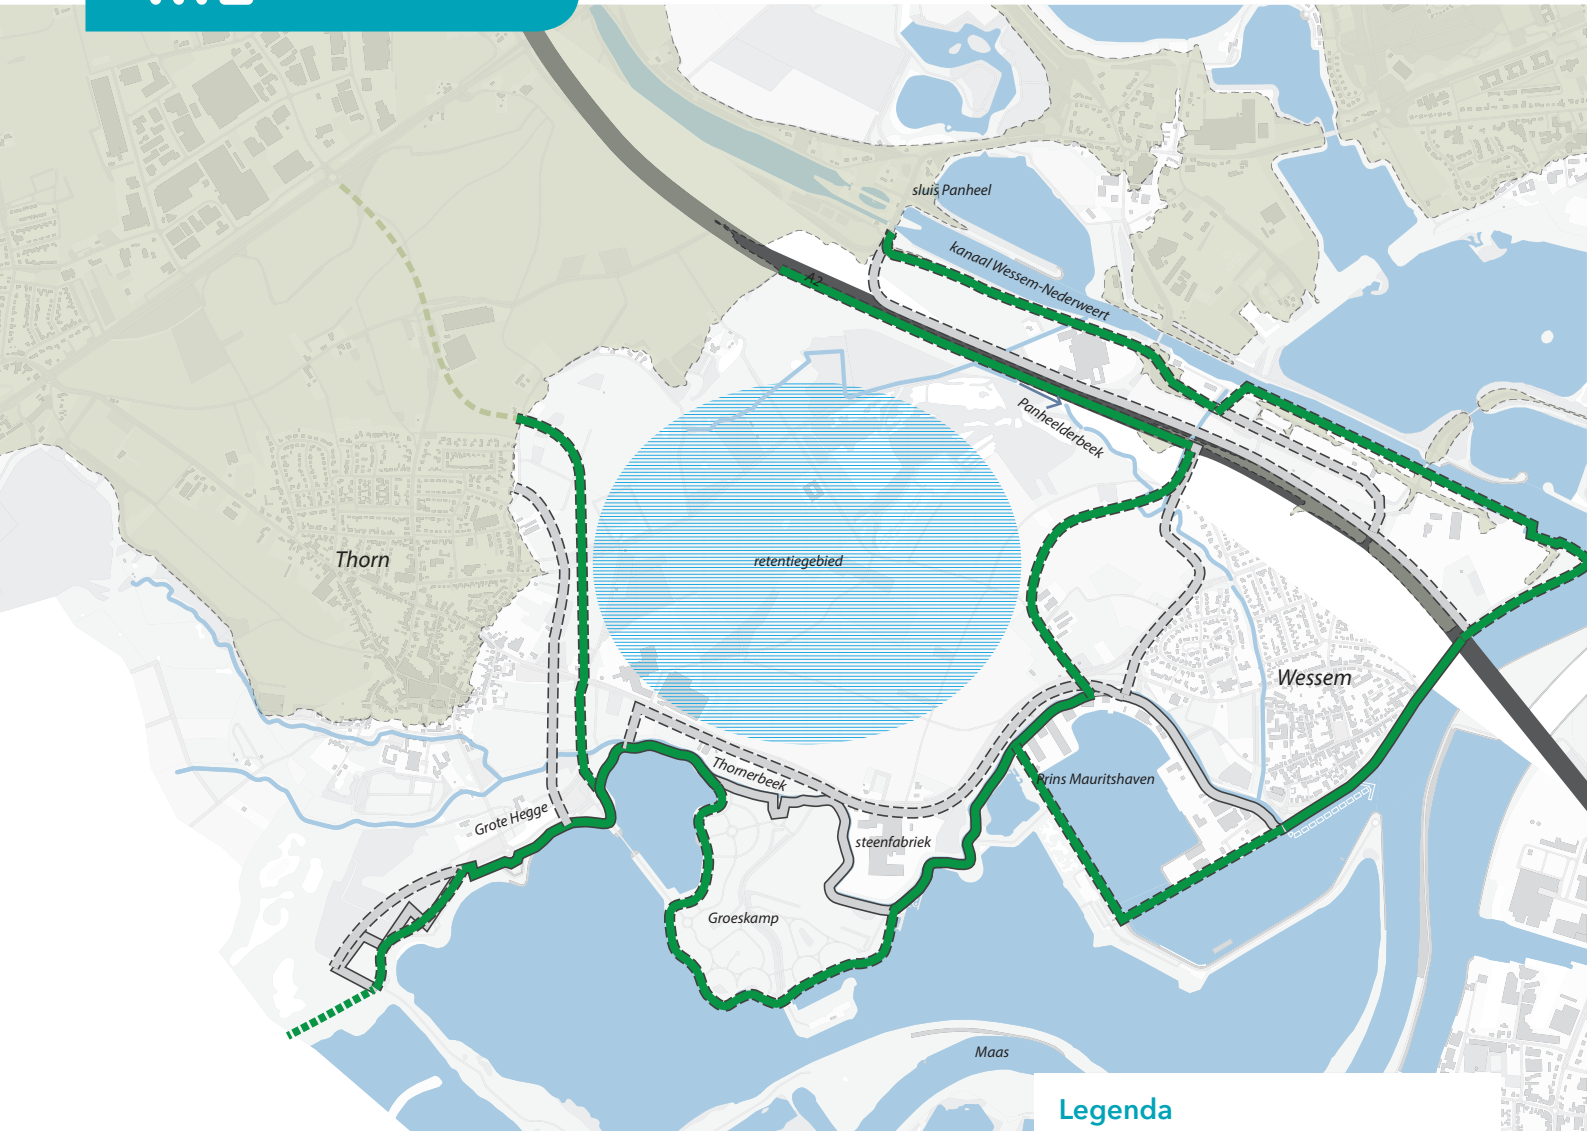 sluis Panheel
kanaal Wessem-Nederweert
A2
Panheelderbeek
Thorn
retentiegebied
Wessem
Thornerbeek
Prins Mauritshaven
Grote Hegge
steenfabriek
Groeskamp
Maas
Legenda